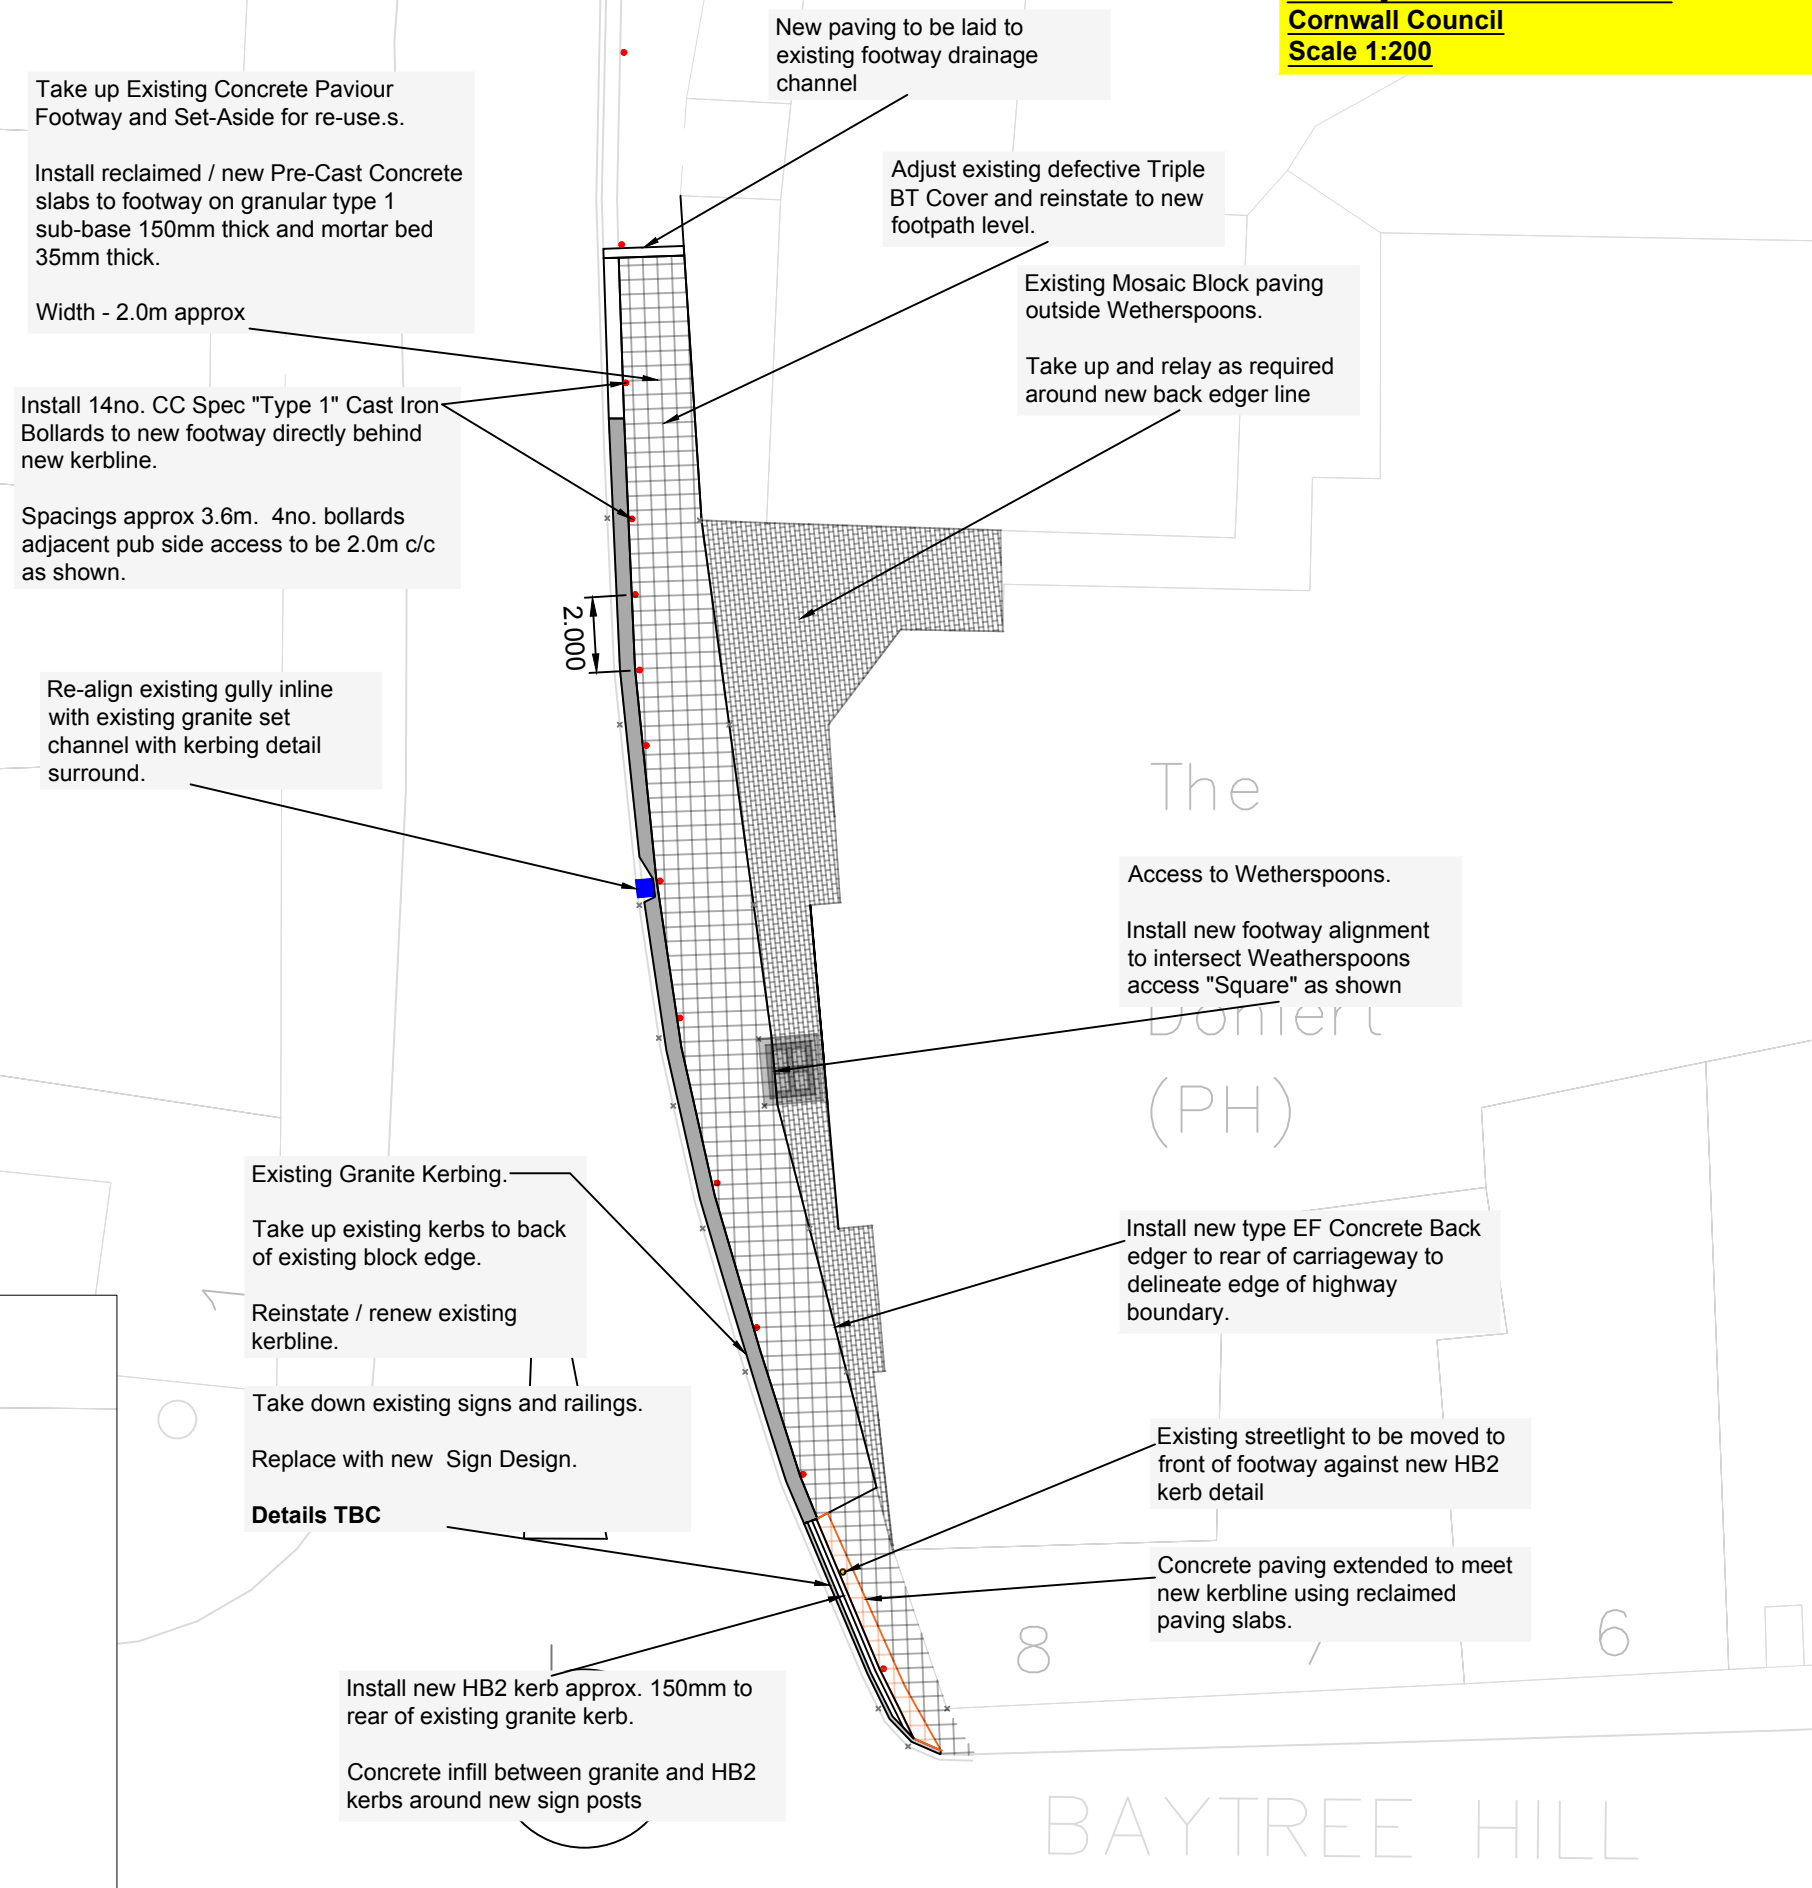 Cornwall Council
Scale 1:200
New paving to be laid to
existing footway drainage
channel
Take up Existing Concrete Paviour
Footway and Set-Aside for re-use.s.
Install reclaimed / new Pre-Cast Concrete
slabs to footway on granular type 1
sub-base 150mm thick and mortar bed
35mm thick.
Width - 2.0m approx
Adjust existing defective Triple
BT Cover and reinstate to new
footpath level.
Existing Mosaic Block paving
outside Wetherspoons.
Take up and relay as required
around new back edger line
Install 14no. CC Spec "Type 1" Cast Iron
Bollards to new footway directly behind
new kerbline.
Spacings approx 3.6m.  4no. bollards
adjacent pub side access to be 2.0m c/c
as shown.
2.000
Re-align existing gully inline
with existing granite set
channel with kerbing detail
surround.
The
Doniert
(PH)
Access to Wetherspoons.
Install new footway alignment
to intersect Weatherspoons
access "Square" as shown
Existing Granite Kerbing.
Take up existing kerbs to back
of existing block edge.
Reinstate / renew existing
kerbline.
Install new type EF Concrete Back
edger to rear of carriageway to
delineate edge of highway
boundary.
Take down existing signs and railings.
Replace with new  Sign Design.
Details TBC
Existing streetlight to be moved to
front of footway against new HB2
kerb detail
Concrete paving extended to meet
new kerbline using reclaimed
paving slabs.
8
6
Install new HB2 kerb approx. 150mm to
rear of existing granite kerb.
Concrete infill between granite and HB2
kerbs around new sign posts
BAYTREE HILL